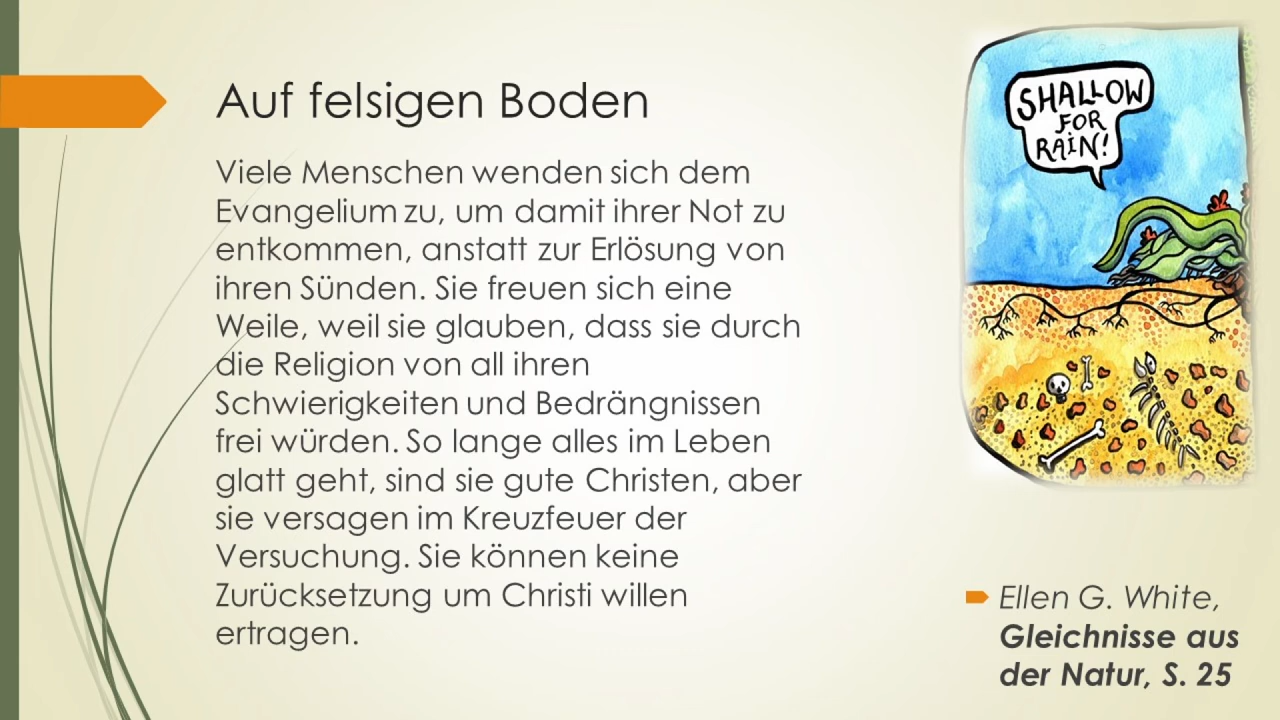 Auf felsigen Boden
Viele Menschen wenden sich dem
Evangelium zu, um damit ihrer Not zu
entkommen, anstatt zur Erlösung von
ihren Sünden. Sie freuen sich eine
Weile, weil sie glauben, dass sie durch
die Religion von all ihren
Schwierigkeiten und Bedrängnissen
frei würden. So lange alles im Leben
glatt geht, sind sie gute Christen, aber
sie versagen im Kreuzfeuer der
Versuchung. Sie können keine
Zurücksetzung um Christi willen
ertragen.
SHALLOW
FOR
RAIN!
Ellen G. White,
Gleichnisse aus
der Natur, S. 25